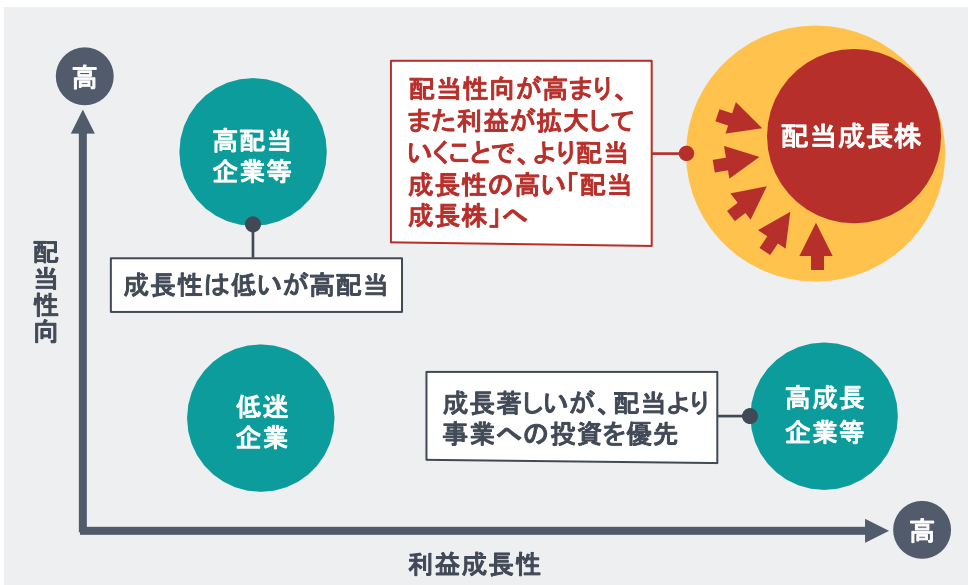 高
高配当
企業等
成長性は低いが高配当
配当性向が高まり、
また利益が拡大して
いくことで、より配当
成長性の高い「配当
成長株」へ
配当成長株
配当性向
低迷
企業
成長著しいが、配当より
事業への投資を優先
高成長
企業等
高
利益成長性